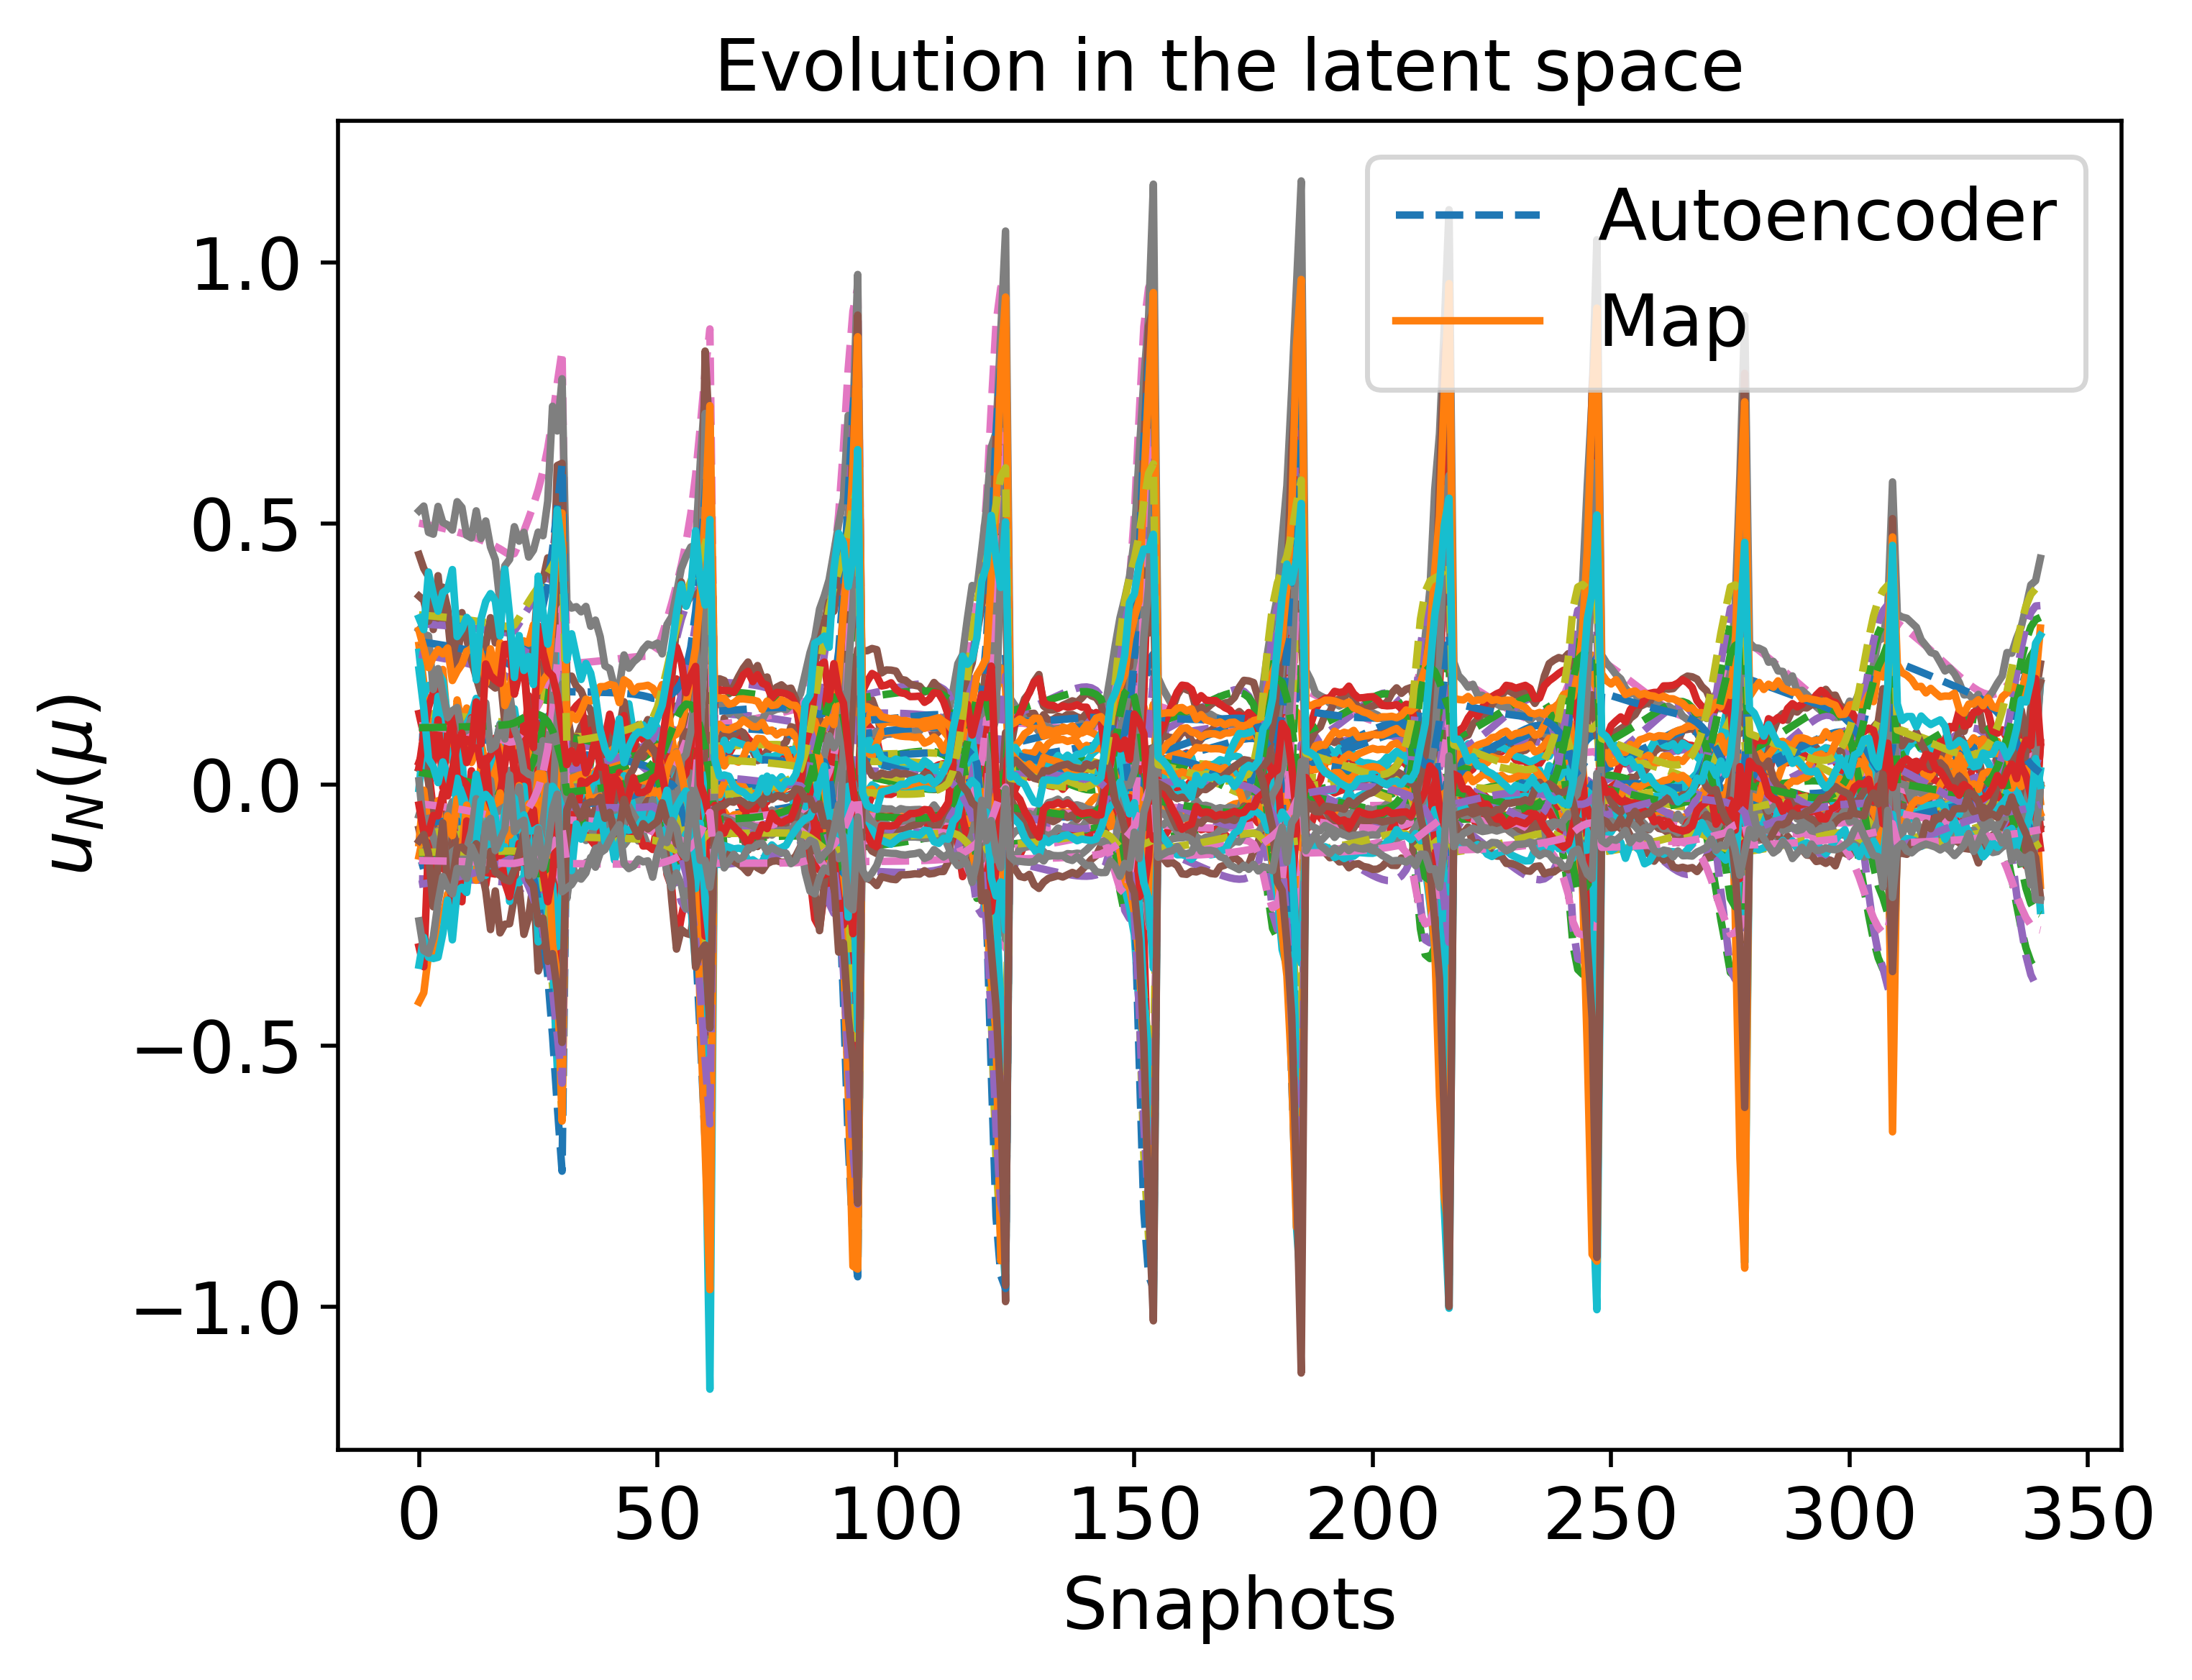 Evolution in the latent space
Autoencoder
Map
1.0
0.5
0.0
−0.5
−1.0
u_N(μ)
0 50 100 150 200 250 300 350
Snaphots